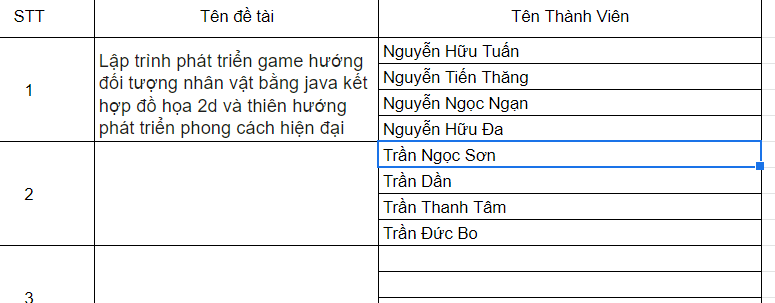 STT Tên đề tài Tên Thành Viên
1
Lập trình phát triển game hướng
đối tượng nhân vật bằng java kết
hợp đồ họa 2d và thiên hướng
phát triển phong cách hiện đại
Nguyễn Hữu Tuấn
Nguyễn Tiến Thăng
Nguyễn Ngọc Ngạn
Nguyễn Hữu Đa
2
Trần Ngọc Sơn
Trần Dần
Trần Thanh Tâm
Trần Đức Bo
3